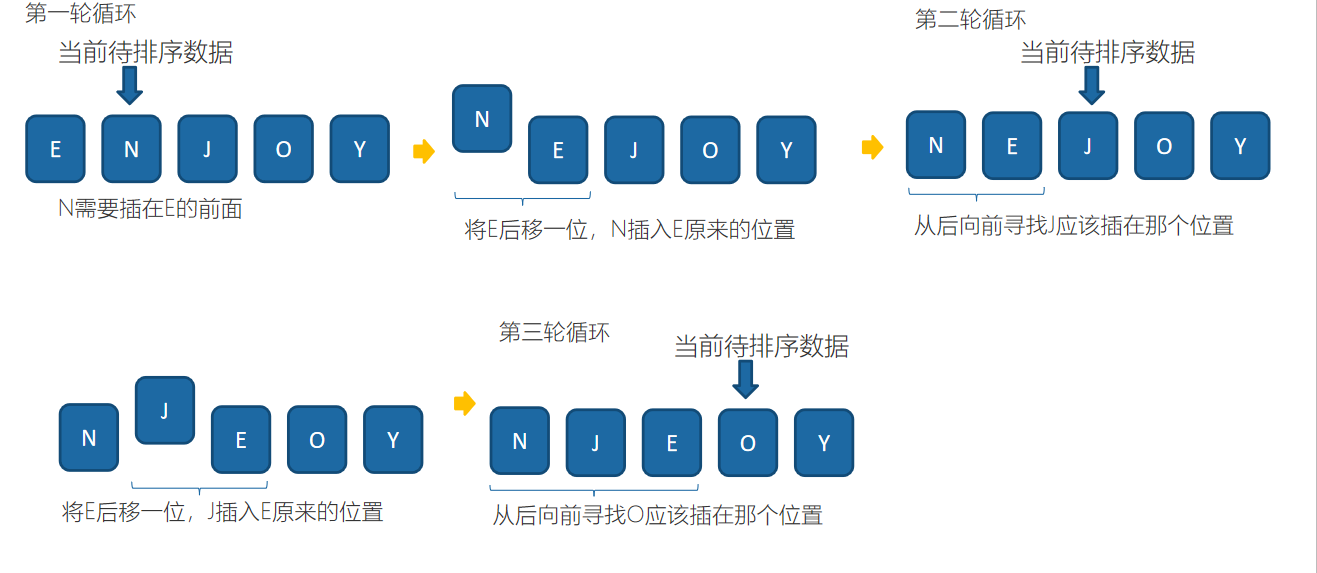 第一轮循环
当前待排序数据
E N J O Y
N需要插在E的前面
N E J O Y
将E后移一位，N插入E原来的位置
第二轮循环
当前待排序数据
N E J O Y
从后向前寻找J应该插在那个位置
N J E O Y
将E后移一位，J插入E原来的位置
第三轮循环
当前待排序数据
N J E O Y
从后向前寻找O应该插在那个位置